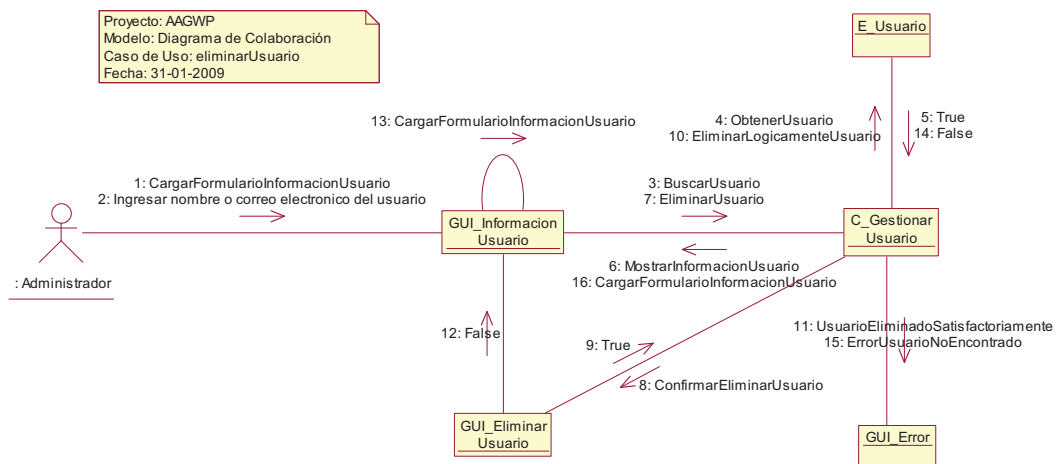 Proyecto: AAGWP
Modelo: Diagrama de Colaboración
Caso de Uso: eliminarUsuario
Fecha: 31-01-2009
E_Usuario
13: CargarFormularioInformacionUsuario
4: ObtenerUsuario
10: EliminarLogicamenteUsuario
5: True
14: False
1: CargarFormularioInformacionUsuario
2: Ingresar nombre o correo electronico del usuario
3: BuscarUsuario
7: EliminarUsuario
GUI_Informacion
Usuario
C_Gestionar
Usuario
: Administrador
6: MostrarInformacionUsuario
16: CargarFormularioInformacionUsuario
12: False
9: True
11: UsuarioEliminadoSatisfactoriamente
15: ErrorUsuarioNoEncontrado
8: ConfirmarEliminarUsuario
GUI_Eliminar
Usuario
GUI_Error